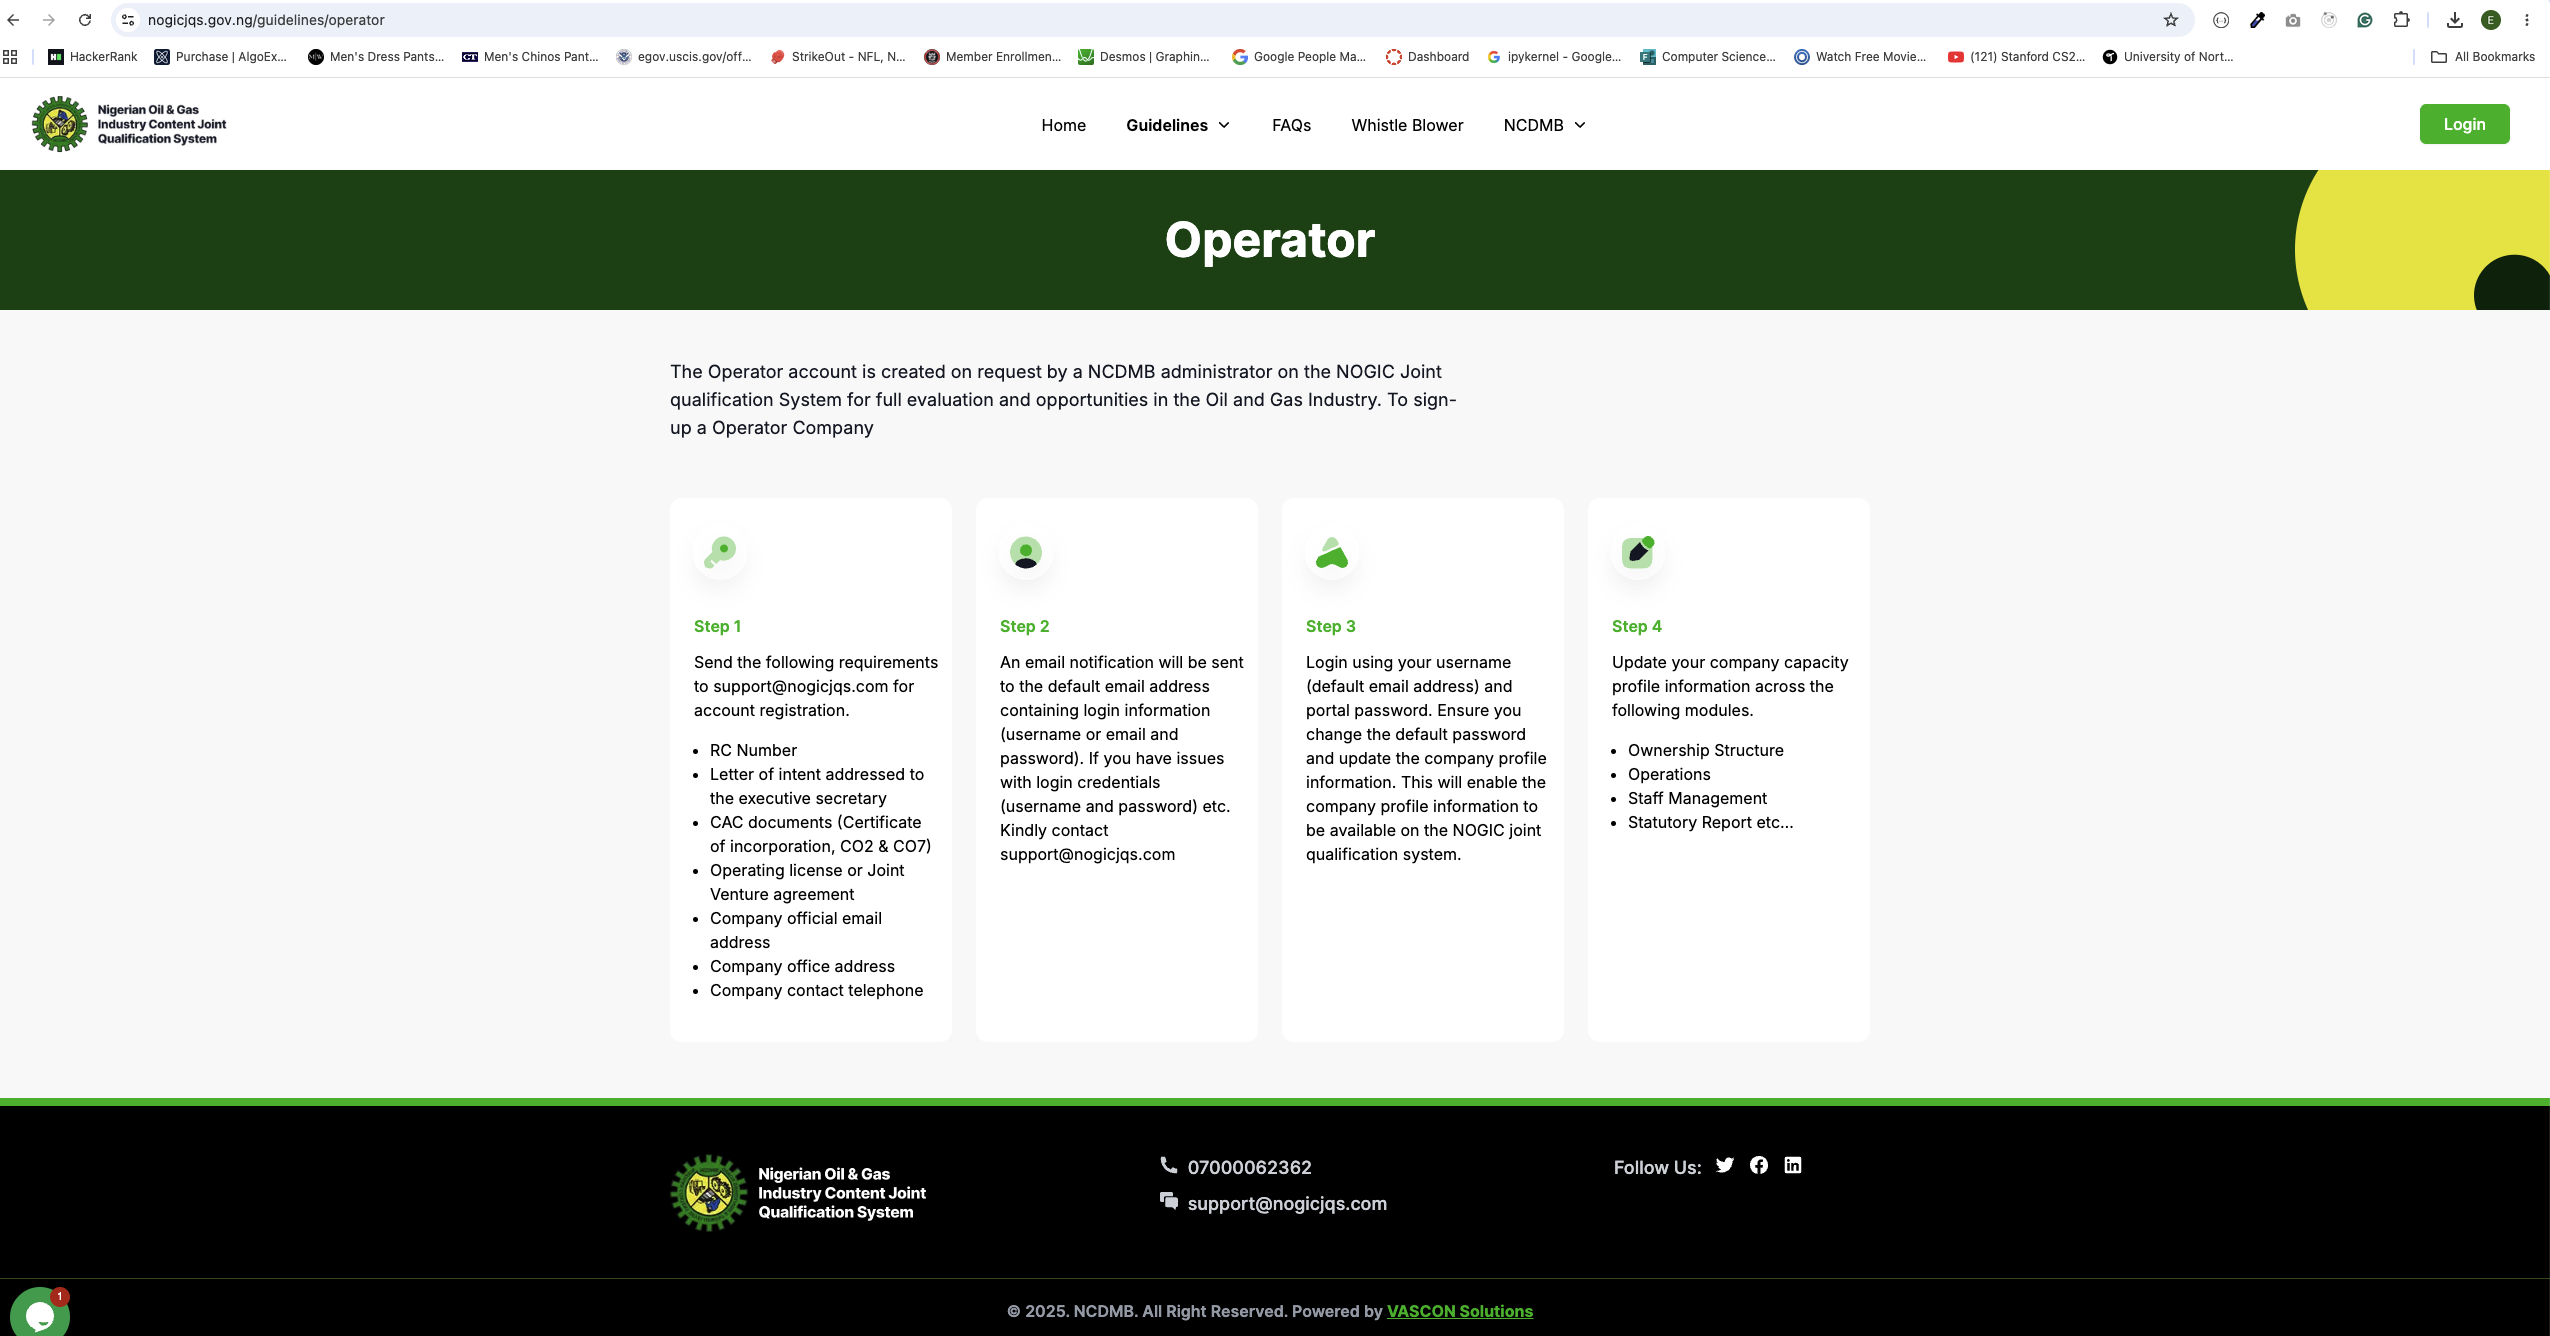 nogicjqs.gov.ng/guidelines/operator
E
HackerRank
Purchase | AlgoEx...
Men's Dress Pants...
Men's Chinos Pant...
egov.uscis.gov/off...
StrikeOut - NFL, N...
Member Enrollmen...
Desmos | Graphin...
Google People Ma...
Dashboard
ipykernel - Google...
Computer Science...
Watch Free Movie...
(121) Stanford CS2...
University of Nort...
All Bookmarks
Nigerian Oil & Gas
Industry Content Joint
Qualification System
Home
Guidelines
FAQs
Whistle Blower
NCDMB
Login
Operator
The Operator account is created on request by a NCDMB administrator on the NOGIC Joint
qualification System for full evaluation and opportunities in the Oil and Gas Industry. To sign-
up a Operator Company
Step 1
Send the following requirements
to support@nogicjqs.com for
account registration.
• RC Number
• Letter of intent addressed to
the executive secretary
• CAC documents (Certificate
of incorporation, CO2 & CO7)
• Operating license or Joint
Venture agreement
• Company official email
address
• Company office address
• Company contact telephone
Step 2
An email notification will be sent
to the default email address
containing login information
(username or email and
password). If you have issues
with login credentials
(username and password) etc.
Kindly contact
support@nogicjqs.com
Step 3
Login using your username
(default email address) and
portal password. Ensure you
change the default password
and update the company profile
information. This will enable the
company profile information to
be available on the NOGIC joint
qualification system.
Step 4
Update your company capacity
profile information across the
following modules.
• Ownership Structure
• Operations
• Staff Management
• Statutory Report etc...
Nigerian Oil & Gas
Industry Content Joint
Qualification System
07000062362
support@nogicjqs.com
Follow Us:
1
© 2025. NCDMB. All Right Reserved. Powered by VASCON Solutions